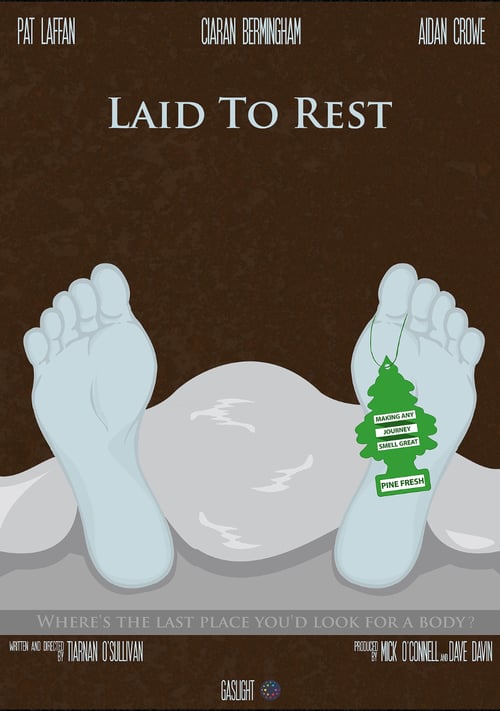 PAT LAFFAN CIARAN BERMINGHAM AIDAN CROWE
LAID TO REST
MAKING ANY
JOURNEY
SMELL GREAT
PINE FRESH
WHERE'S THE LAST PLACE YOU'D LOOK FOR A BODY?
WRITTEN AND DIRECTED BY TIARNAN O'SULLIVAN
PRODUCED BY MICK O'CONNELL AND DAVE DAVIN
GASLIGHT